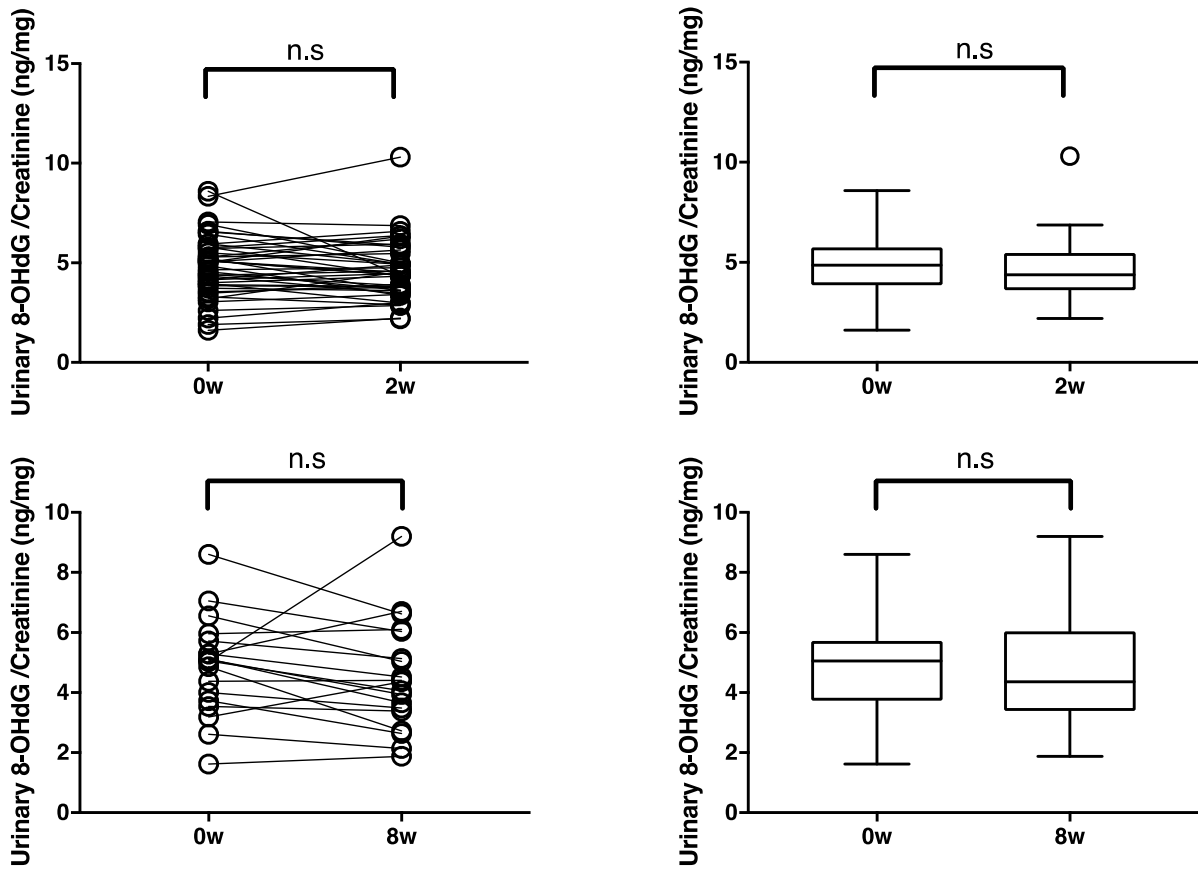 n.s
Urinary 8-OHdG /Creatinine (ng/mg)
15
10
5
0
0w
2w
n.s
Urinary 8-OHdG /Creatinine (ng/mg)
15
10
5
0
0w
2w
n.s
Urinary 8-OHdG /Creatinine (ng/mg)
10
8
6
4
2
0
0w
8w
n.s
Urinary 8-OHdG /Creatinine (ng/mg)
10
8
6
4
2
0
0w
8w